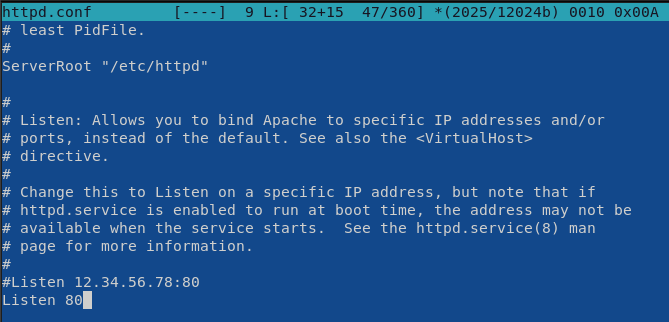 httpd.conf         [----]  9 L:[ 32+15  47/360] *(2025/12024b) 0010 0x00A
# least PidFile.
#
ServerRoot "/etc/httpd"

#
# Listen: Allows you to bind Apache to specific IP addresses and/or
# ports, instead of the default. See also the <VirtualHost>
# directive.
#
# Change this to Listen on a specific IP address, but note that if
# httpd.service is enabled to run at boot time, the address may not be
# available when the service starts.  See the httpd.service(8) man
# page for more information.
#
#Listen 12.34.56.78:80
Listen 80